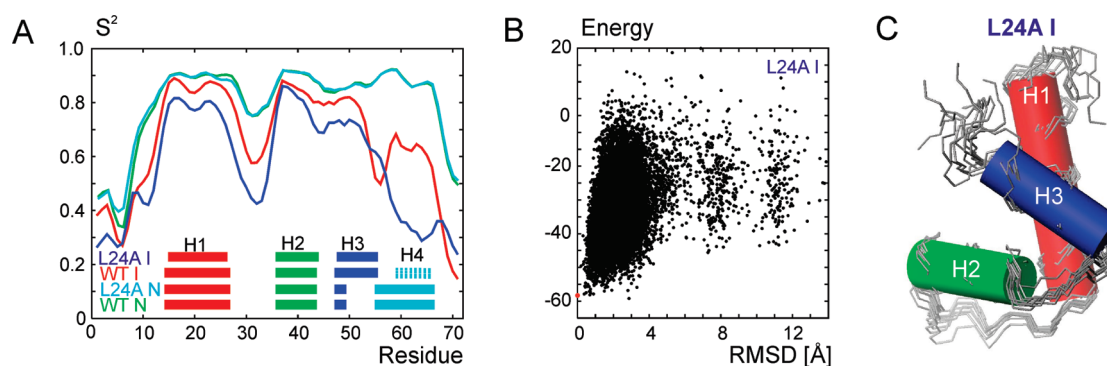 A
S²
1.0
0.8
0.6
0.4
0.2
0
0 10 20 30 40 50 60 70
Residue
H1 H2 H3 H4
L24A I
WT I
L24A N
WT N
B
Energy
L24A I
20
0
-20
-40
-60
0 4 8 12
RMSD [Å]
C
L24A I
H1
H3
H2